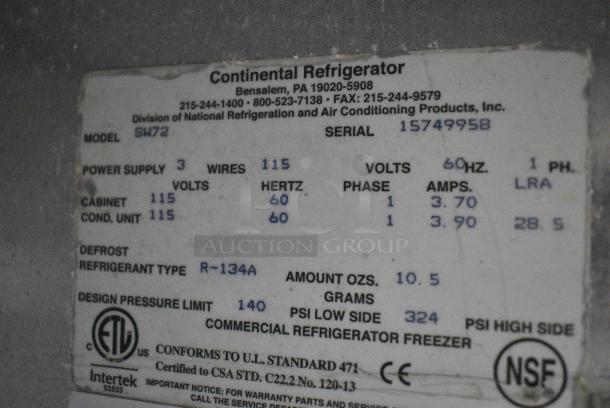 Continental Refrigerator
Bensalem, PA 19020-5908
215-244-1400 • 800-523-7138 • FAX: 215-244-9579
Division of National Refrigeration and Air Conditioning Products, Inc.
MODEL SW72 SERIAL 15749958
POWER SUPPLY 3 WIRES 115 VOLTS 60HZ. 1 PH.
VOLTS HERTZ PHASE AMPS. LRA
CABINET 115 60 1 3.70
COND. UNIT 115 60 1 3.90 28.5
PCI
AUCTION GROUP
DEFROST
REFRIGERANT TYPE R-134A AMOUNT OZS. 10.5
GRAMS
DESIGN PRESSURE LIMIT 140 PSI LOW SIDE 324 PSI HIGH SIDE
COMMERCIAL REFRIGERATOR FREEZER
C ETL US
LISTED
CONFORMS TO U.L. STANDARD 471
Certified to CSA STD. C22.2 No. 120-13
CE
NSF
Intertek
53533
IMPORTANT NOTICE: FOR WARRANTY PARTS AND SERVICE
CALL THE SERVICE